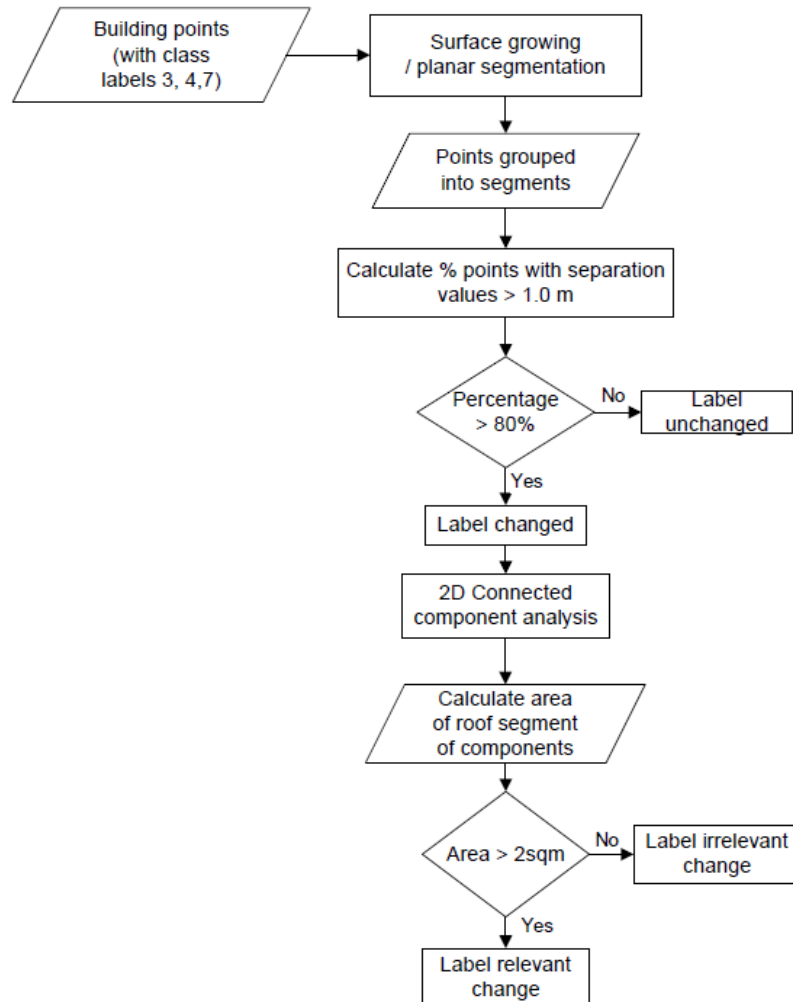 Building points
(with class
labels 3, 4,7)
Surface growing
/ planar segmentation
Points grouped
into segments
Calculate % points with separation
values > 1.0 m
Percentage
> 80%
No
Label
unchanged
Yes
Label changed
2D Connected
component analysis
Calculate area
of roof segment
of components
Area > 2sqm
No
Label irrelevant
change
Yes
Label relevant
change